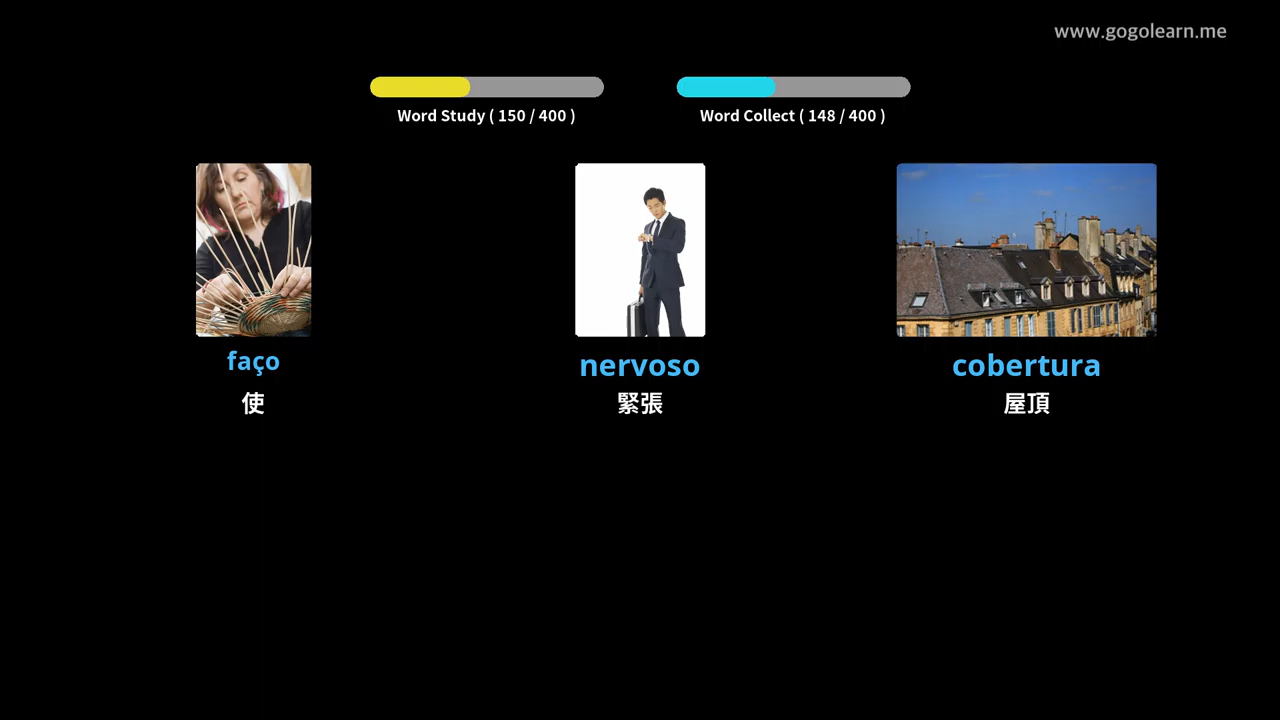 www.gogolearn.me
Word Study ( 150 / 400 )
Word Collect ( 148 / 400 )
faço
nervoso
cobertura
使
緊張
屋頂